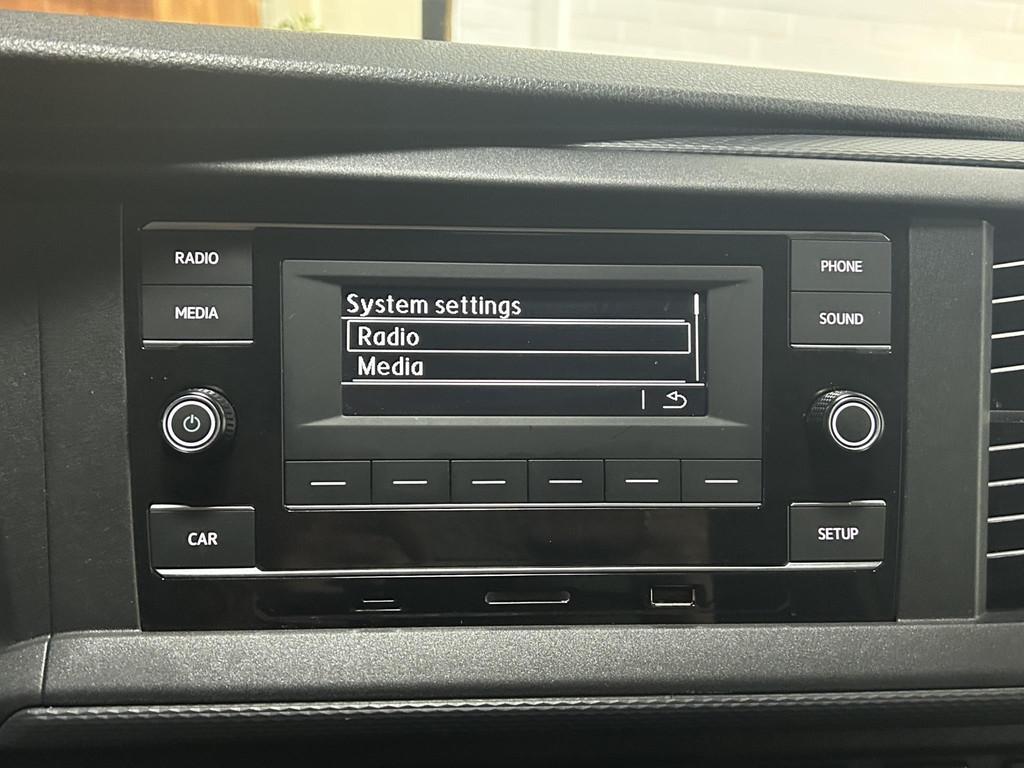 RADIO
MEDIA
System settings
Radio
Media
PHONE
SOUND
CAR
SETUP